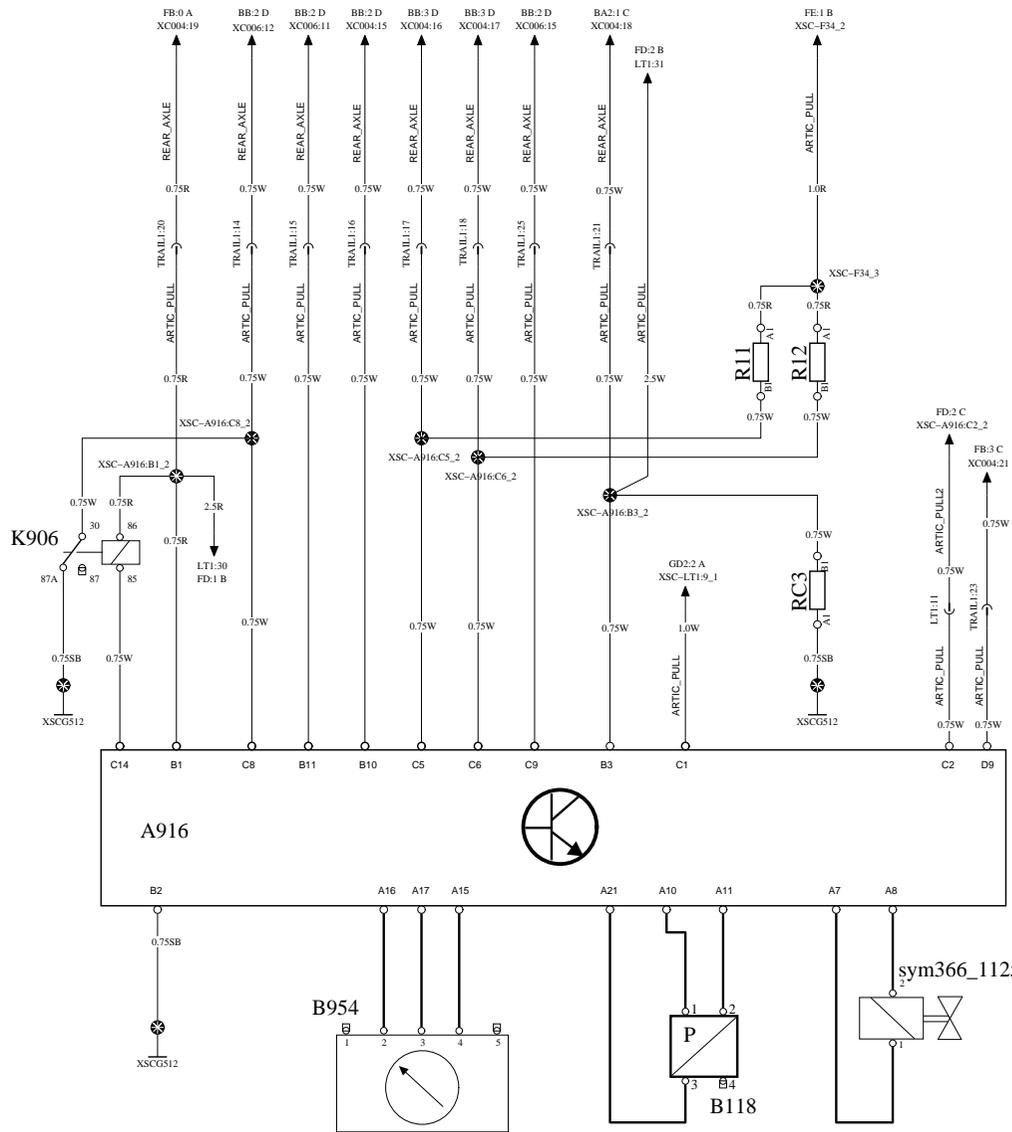 FB:0 A
XC004:19
BB:2 D
XC006:12
BB:2 D
XC006:11
BB:2 D
XC004:15
BB:3 D
XC004:16
BB:3 D
XC004:17
BB:2 D
XC006:15
BA2:1 C
XC004:18
FD:2 B
LT1:31
FE:1 B
XSC-F34_2
REAR_AXLE
REAR_AXLE
REAR_AXLE
REAR_AXLE
REAR_AXLE
REAR_AXLE
REAR_AXLE
REAR_AXLE
ARTIC_PULL
0.75R
0.75W
0.75W
0.75W
0.75W
0.75W
0.75W
0.75W
1.0R
TRAIL1:20
TRAIL1:14
TRAIL1:15
TRAIL1:16
TRAIL1:17
TRAIL1:18
TRAIL1:25
TRAIL1:21
XSC-F34_3
ARTIC_PULL
ARTIC_PULL
ARTIC_PULL
ARTIC_PULL
ARTIC_PULL
ARTIC_PULL
ARTIC_PULL
ARTIC_PULL
ARTIC_PULL
0.75R
0.75R
A1
A1
R11
R12
B1
B1
0.75R
0.75W
0.75W
0.75W
0.75W
0.75W
0.75W
0.75W
2.5W
0.75W
0.75W
FD:2 C
XSC-A916:C2_2
XSC-A916:C8_2
XSC-A916:C5_2
XSC-A916:C6_2
FB:3 C
XC004:21
XSC-A916:B1_2
XSC-A916:B3_2
0.75W
0.75R
2.5R
K906
30
86
0.75R
0.75W
ARTIC_PULL2
0.75W
87A
87
85
LT1:30
FD:1 B
GD2:2 A
XSC-LT1:9_1
B1
RC3
A1
0.75W
LT1:11
TRAIL1:23
0.75W
0.75W
0.75W
0.75W
1.0W
0.75SB
0.75W
0.75SB
ARTIC_PULL
ARTIC_PULL
ARTIC_PULL
XSCG512
XSCG512
0.75W
0.75W
C14
B1
C8
B11
B10
C5
C6
C9
B3
C1
C2
D9
A916
B2
A16
A17
A15
A21
A10
A11
A7
A8
0.75SB
sym366_112
2
B954
1
2
3
4
5
1
2
P
1
XSCG512
3
4
B118